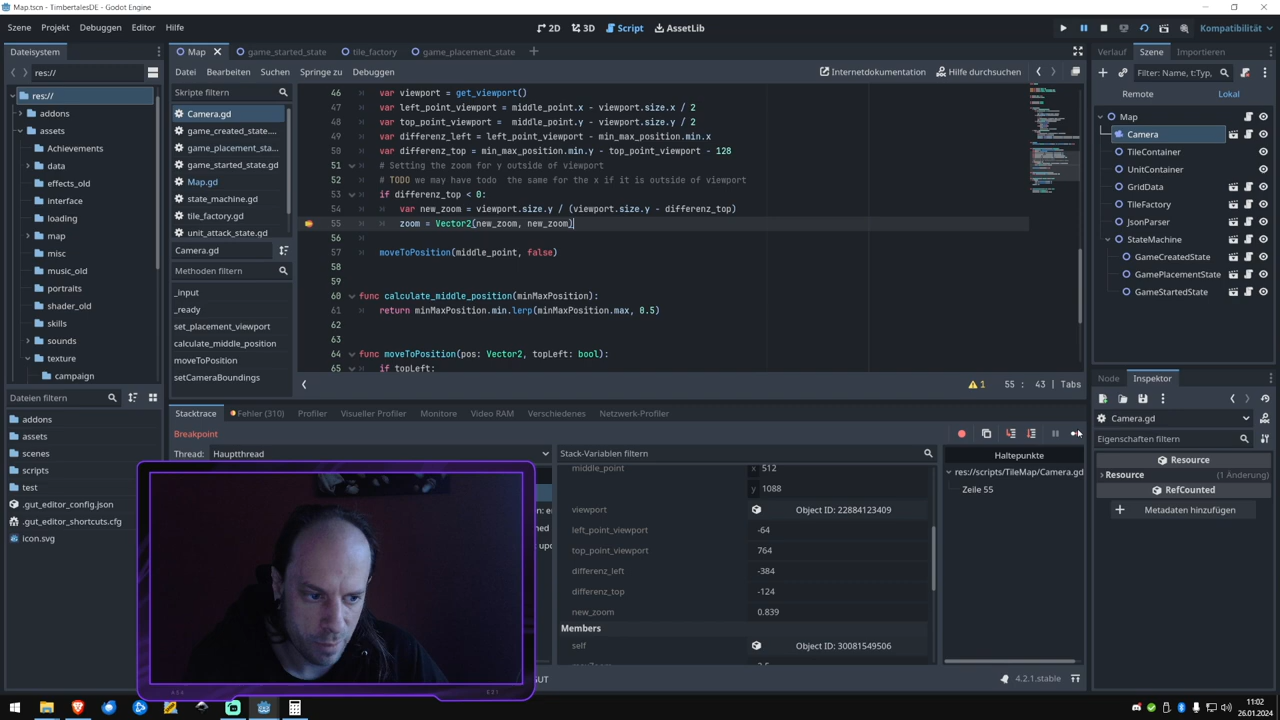 Map.tscn - TimbertalesDE - Godot Engine
Szene Projekt Debuggen Editor Hilfe
2D 3D Script AssetLib
Kompatibilität
Dateisystem
res://
res://
addons
assets
Achievements
data
effects_old
interface
loading
map
misc
music_old
portraits
shader_old
skills
sounds
texture
campaign
Dateien filtern
addons
assets
scenes
scripts
test
.gut_editor_config.json
.gut_editor_shortcuts.cfg
icon.svg
Map game_started_state tile_factory game_placement_state
Datei Bearbeiten Suchen Springe zu Debuggen
Internetdokumentation Hilfe durchsuchen
Skripte filtern
Camera.gd
game_created_state....
game_placement_sta...
game_started_state.gd
Map.gd
state_machine.gd
tile_factory.gd
unit_attack_state.gd
Camera.gd
Methoden filtern
_input
_ready
set_placement_viewport
calculate_middle_position
moveToPosition
setCameraBoundings
46 var viewport = get_viewport()
47 var left_point_viewport = middle_point.x - viewport.size.x / 2
48 var top_point_viewport = middle_point.y - viewport.size.y / 2
49 var differenz_left = left_point_viewport - min_max_position.min.x
50 var differenz_top = min_max_position.min.y - top_point_viewport - 128
51 # Setting the zoom for y outside of viewport
52 # TODO we may have todo the same for the x if it is outside of viewport
53 if differenz_top < 0:
54 var new_zoom = viewport.size.y / (viewport.size.y - differenz_top)
55 zoom = Vector2(new_zoom, new_zoom)
56
57 moveToPosition(middle_point, false)
58
59
60 func calculate_middle_position(minMaxPosition):
61 return minMaxPosition.min.lerp(minMaxPosition.max, 0.5)
62
63
64 func moveToPosition(pos: Vector2, topLeft: bool):
65 if topLeft:
1 55 : 43 | Tabs
Stacktrace Fehler (310) Profiler Visueller Profiler Monitore Video RAM Verschiedenes Netzwerk-Profiler
Breakpoint
Thread: Hauptthread
Stack-Variablen filtern
middle_point x 512
y 1088
viewport Object ID: 22884123409
left_point_viewport -64
top_point_viewport 764
differenz_left -384
differenz_top -124
new_zoom 0.839
Members
self Object ID: 30081549506
Haltepunkte
res://scripts/TileMap/Camera.gd
Zeile 55
4.2.1.stable
Verlauf Szene Importieren
Filter: Name, t:Typ,
Remote Lokal
Map
Camera
TileContainer
UnitContainer
GridData
TileFactory
JsonParser
StateMachine
GameCreatedState
GamePlacementState
GameStartedState
Node Inspektor
Camera.gd
Eigenschaften filtern
Resource
Resource (1 Änderung)
RefCounted
Metadaten hinzufügen
11:02
26.01.2024